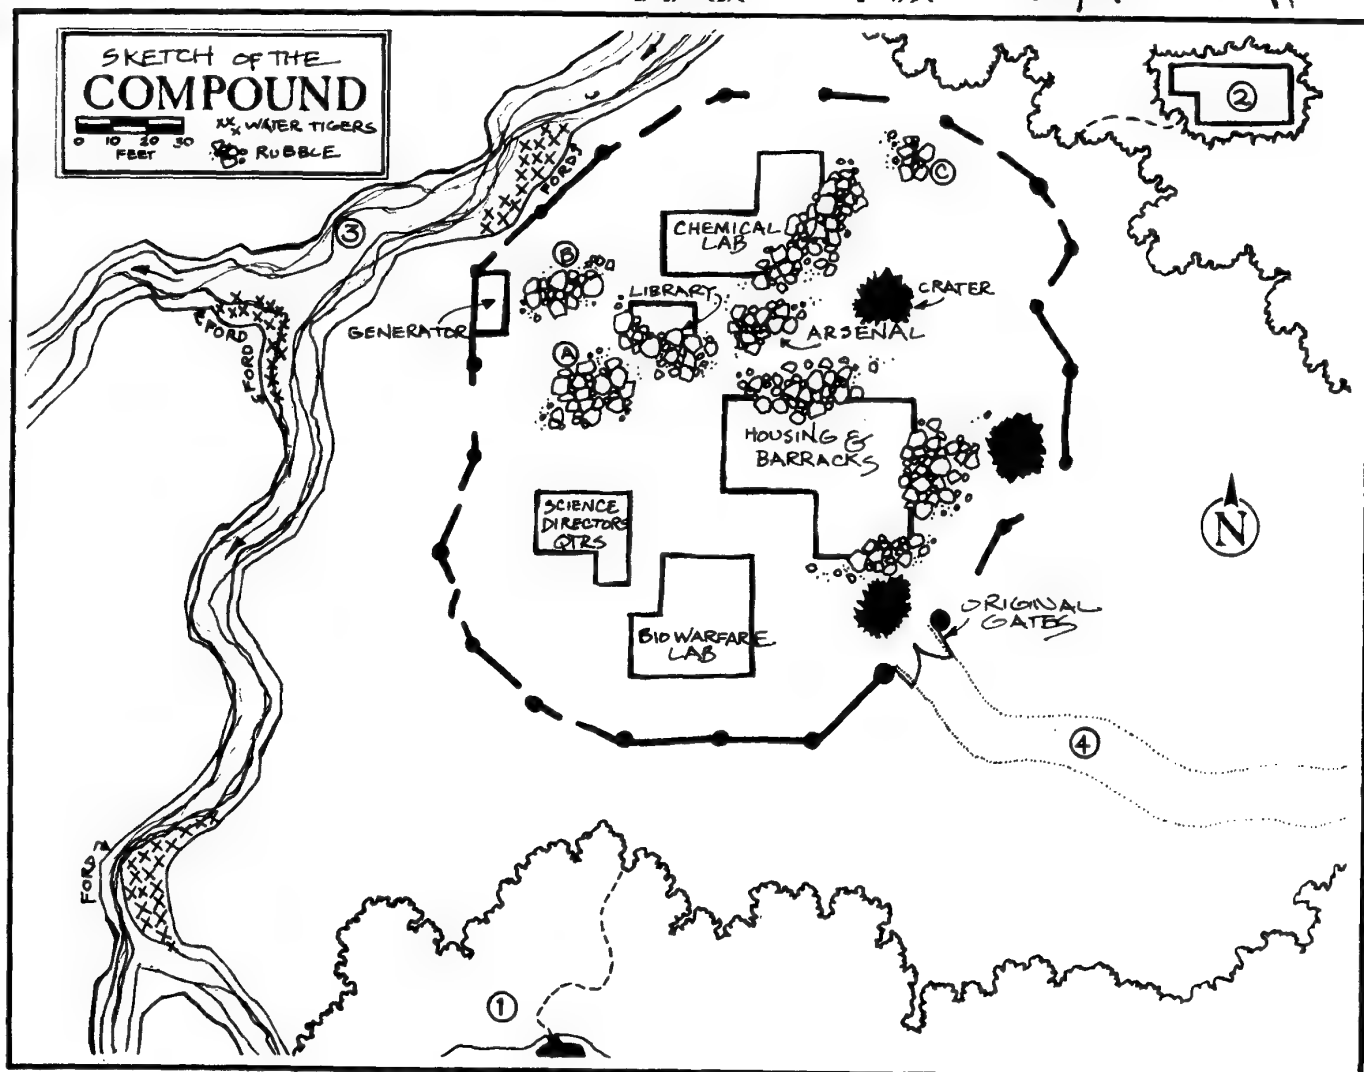 SKETCH OF THE
COMPOUND
0 10 20 30
FEET
WATER TIGERS
RUBBLE
2
FORDS
C
3
CHEMICAL
LAB
B
LIBRARY
CRATER
GENERATOR
ARSENAL
FORD
FORD
A
HOUSING &
BARRACKS
SCIENCE
DIRECTORS
QTRS
N
ORIGINAL
GATES
BIO WARFARE
LAB
4
FORD
1